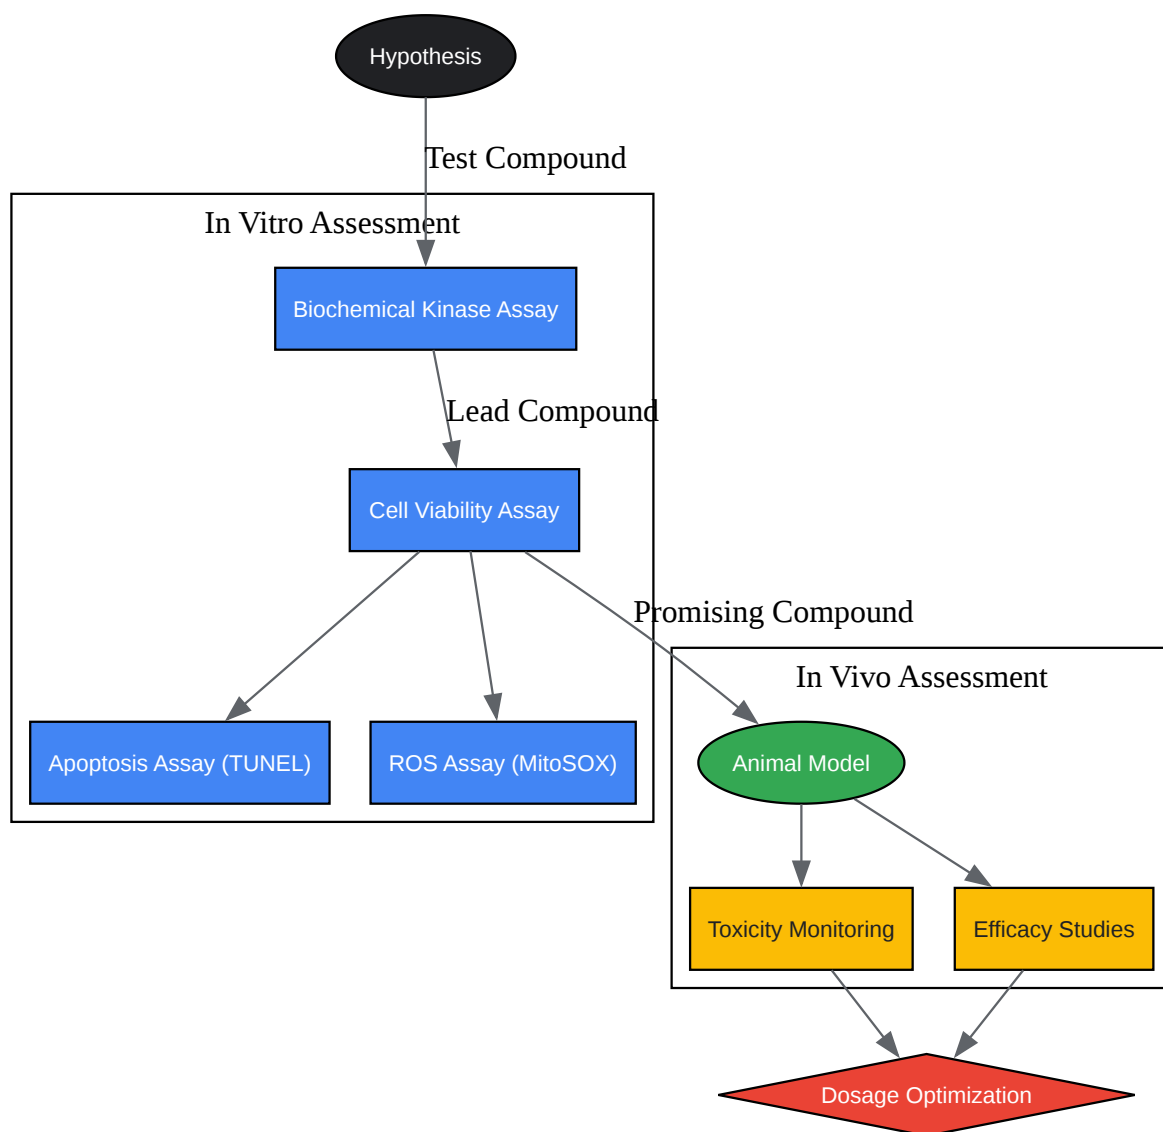 Hypothesis
Test Compound
In Vitro Assessment
Biochemical Kinase Assay
Lead Compound
Cell Viability Assay
Promising Compound
In Vivo Assessment
Apoptosis Assay (TUNEL)
ROS Assay (MitoSOX)
Animal Model
Toxicity Monitoring
Efficacy Studies
Dosage Optimization